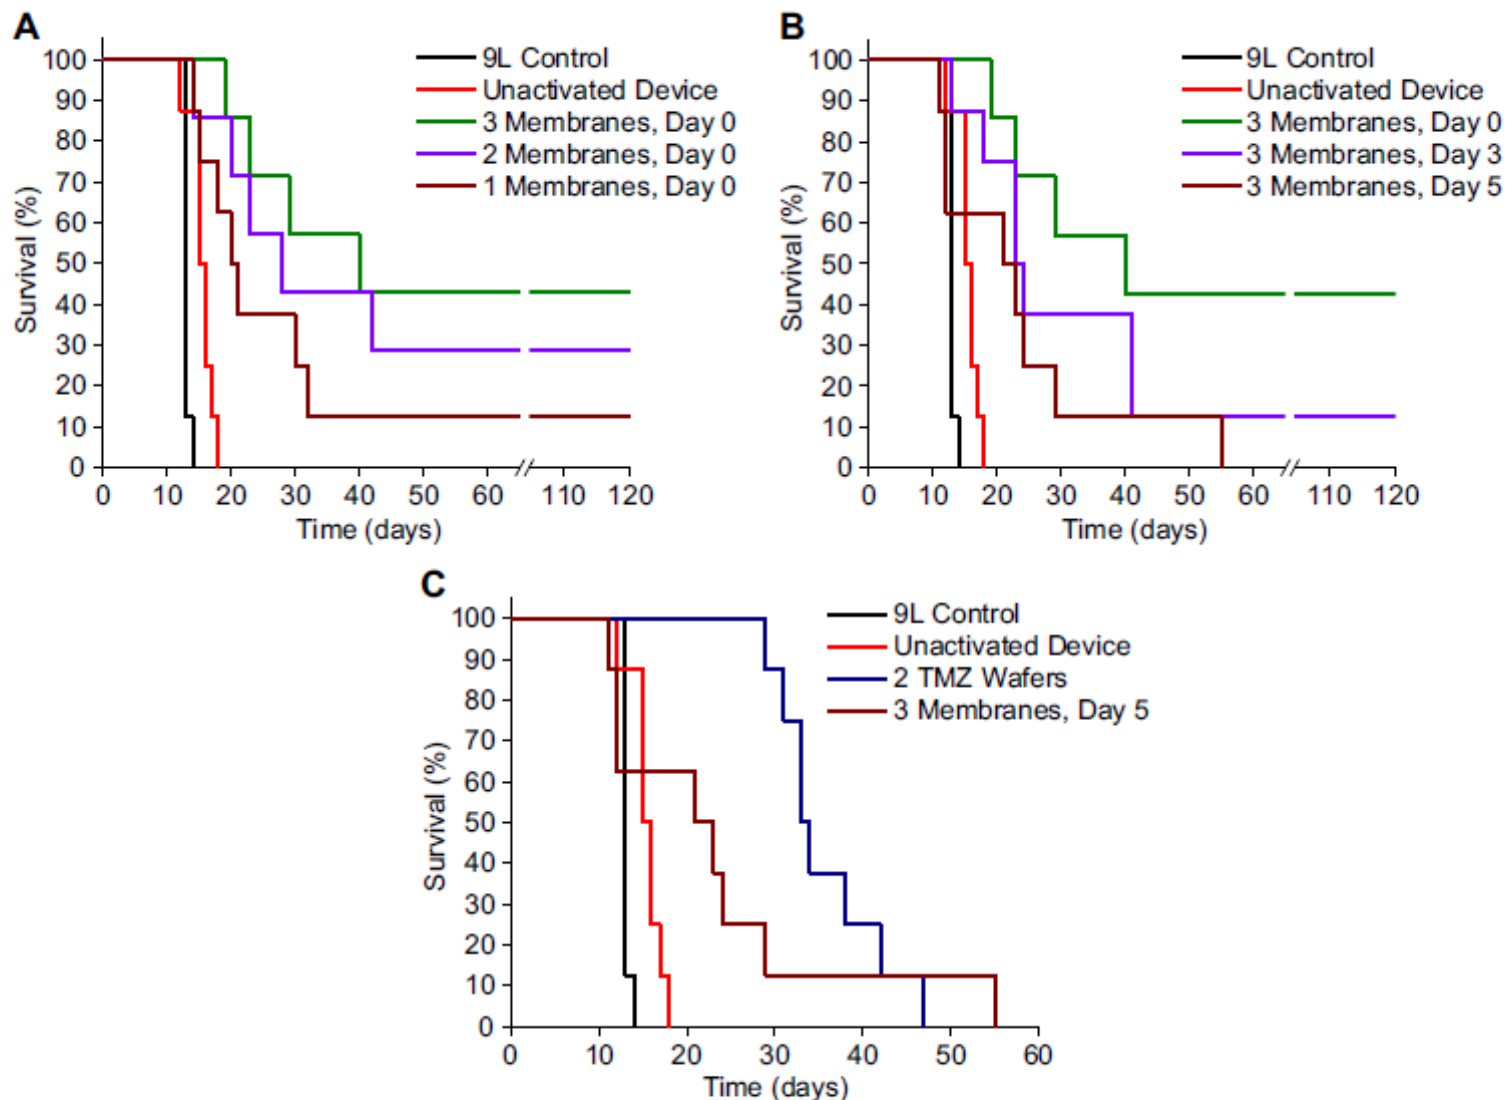 A
100
90
80
70
60
50
40
30
20
10
0
Survival (%)
0 10 20 30 40 50 60 110 120
Time (days)
9L Control
Unactivated Device
3 Membranes, Day 0
2 Membranes, Day 0
1 Membranes, Day 0
B
100
90
80
70
60
50
40
30
20
10
0
Survival (%)
0 10 20 30 40 50 60 110 120
Time (days)
9L Control
Unactivated Device
3 Membranes, Day 0
3 Membranes, Day 3
3 Membranes, Day 5
C
100
90
80
70
60
50
40
30
20
10
0
Survival (%)
0 10 20 30 40 50 60
Time (days)
9L Control
Unactivated Device
2 TMZ Wafers
3 Membranes, Day 5